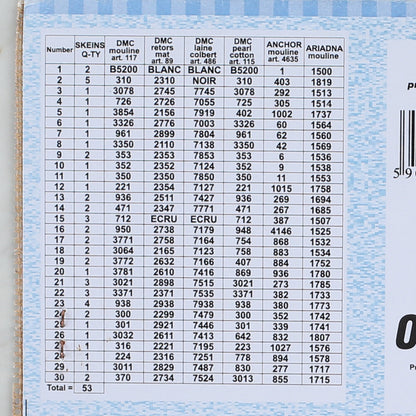 Number SKEINS Q-TY DMC mouline art. 117 DMC retors mat art. 89 DMC laine colbert art. 486 DMC pearl cotton art. 115 ANCHOR mouline art. 4635 ARIADNA mouline
1 2 B5200 BLANC BLANC B5200 1 1500
2 5 310 2310 NOIR 310 403 1819
3 1 3078 2745 7745 3078 292 1513
4 1 726 2726 7055 725 305 1514
5 1 3854 2156 7919 402 1002 1737
6 1 3326 2776 7003 3326 60 1564
7 1 961 2899 7804 961 62 1560
8 1 3350 2110 7138 3350 42 1569
9 2 353 2353 7853 353 6 1536
10 1 352 2352 7124 352 9 1538
11 1 350 2350 7850 350 11 1553
12 1 221 2354 7127 221 1015 1758
13 1 936 2924 7367 936 269 1694
14 2 471 2347 7771 471 267 1685
15 3 712 ECRU ECRU 712 387 1507
16 2 950 2738 7179 948 4146 1525
17 2 3771 2758 7164 754 868 1532
18 2 3064 2165 7123 758 883 1534
19 2 3772 2632 7166 407 884 1752
20 1 3781 2610 7416 869 936 1780
21 3 3021 2898 7515 3021 273 1785
22 3 3371 2371 7535 3371 382 1733
23 4 938 2938 7938 938 380 1773
24 2 300 2299 7479 300 352 1742
25 1 301 2921 7446 301 339 1741
26 1 3032 2611 7413 642 832 1807
27 1 316 2221 7195 223 1027 1576
28 1 224 2316 7251 778 894 1578
29 1 3011 2829 7487 830 277 1717
30 2 370 2734 7524 3013 855 1715
Total = 53